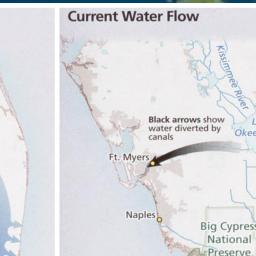 Current Water Flow
Kissimmee River
Black arrows show
water diverted by
canals
L
Okee
Ft. Myers
Naples
Big Cypres
National
Preserve